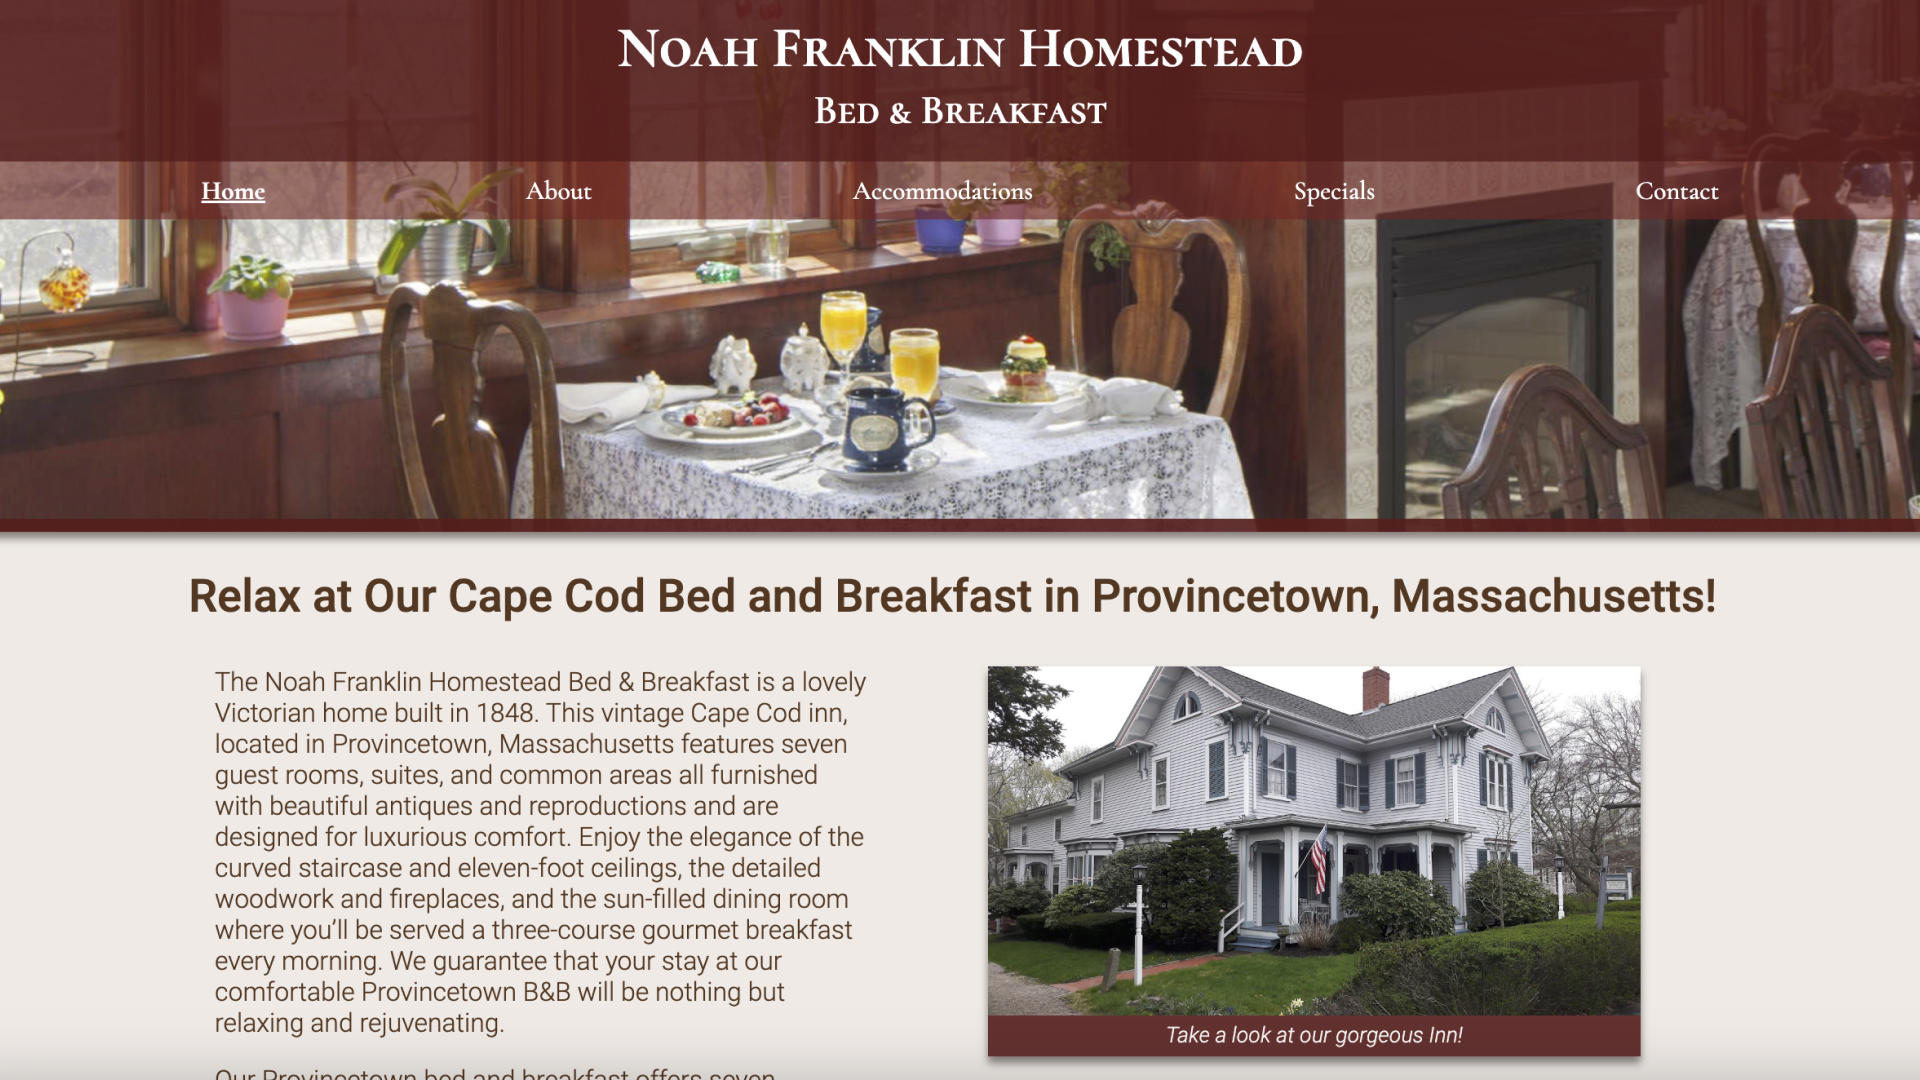 Noah Franklin Homestead
Bed & Breakfast
Home About Accommodations Specials Contact
Relax at Our Cape Cod Bed and Breakfast in Provincetown, Massachusetts!
The Noah Franklin Homestead Bed & Breakfast is a lovely
Victorian home built in 1848. This vintage Cape Cod inn,
located in Provincetown, Massachusetts features seven
guest rooms, suites, and common areas all furnished
with beautiful antiques and reproductions and are
designed for luxurious comfort. Enjoy the elegance of the
curved staircase and eleven-foot ceilings, the detailed
woodwork and fireplaces, and the sun-filled dining room
where you’ll be served a three-course gourmet breakfast
every morning. We guarantee that your stay at our
comfortable Provincetown B&B will be nothing but
relaxing and rejuvenating.
Our Provincetown bed and breakfast offers seven
Take a look at our gorgeous Inn!